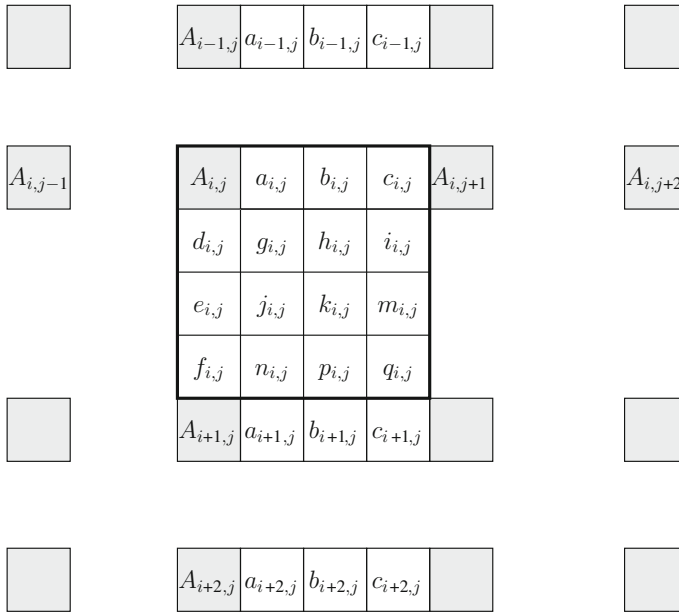 A_{i−1,j} a_{i−1,j} b_{i−1,j} c_{i−1,j}
A_{i,j−1} A_{i,j} a_{i,j} b_{i,j} c_{i,j} A_{i,j+1} A_{i,j+2}
d_{i,j} g_{i,j} h_{i,j} i_{i,j}
e_{i,j} j_{i,j} k_{i,j} m_{i,j}
f_{i,j} n_{i,j} p_{i,j} q_{i,j}
A_{i+1,j} a_{i+1,j} b_{i+1,j} c_{i+1,j}
A_{i+2,j} a_{i+2,j} b_{i+2,j} c_{i+2,j}